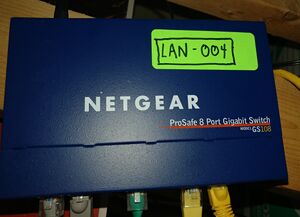 LAN-004
NETGEAR
ProSafe 8 Port Gigabit Switch
MODEL GS108